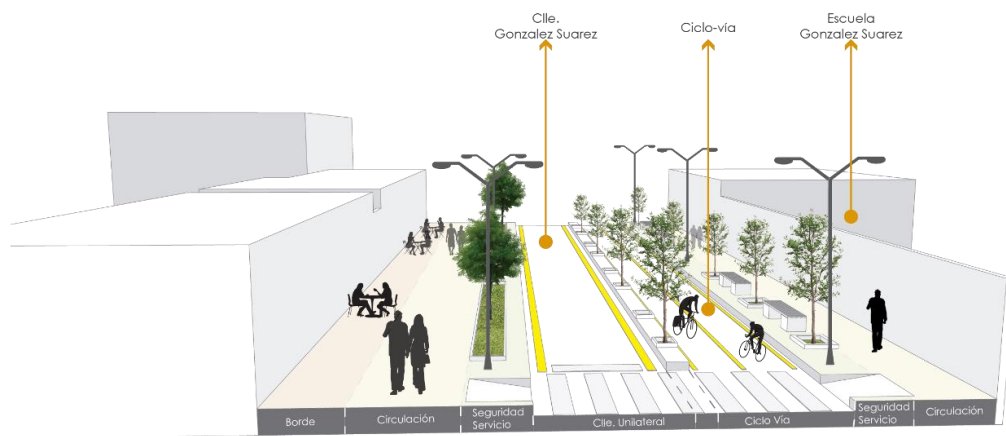 Clle.
Gonzalez Suarez
Ciclo-vía
Escuela
Gonzalez Suarez
Borde
Circulación
Seguridad
Servicio
Clle. Unilateral
Ciclo Vía
Seguridad
Servicio
Circulación